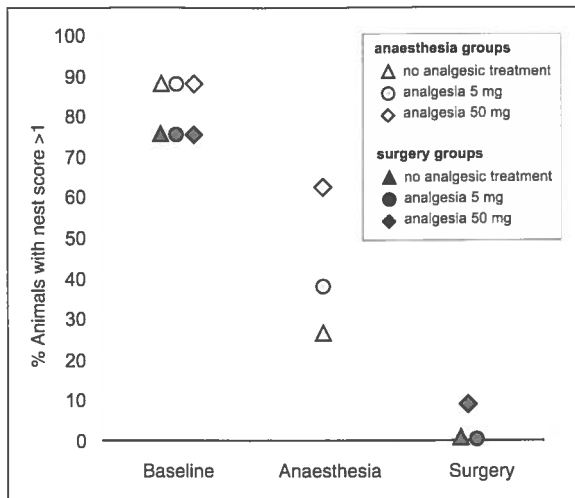 % Animals with nest score >1
100
90
80
70
60
50
40
30
20
10
0
Baseline
Anaesthesia
Surgery
anaesthesia groups
no analgesic treatment
analgesia 5 mg
analgesia 50 mg
surgery groups
no analgesic treatment
analgesia 5 mg
analgesia 50 mg